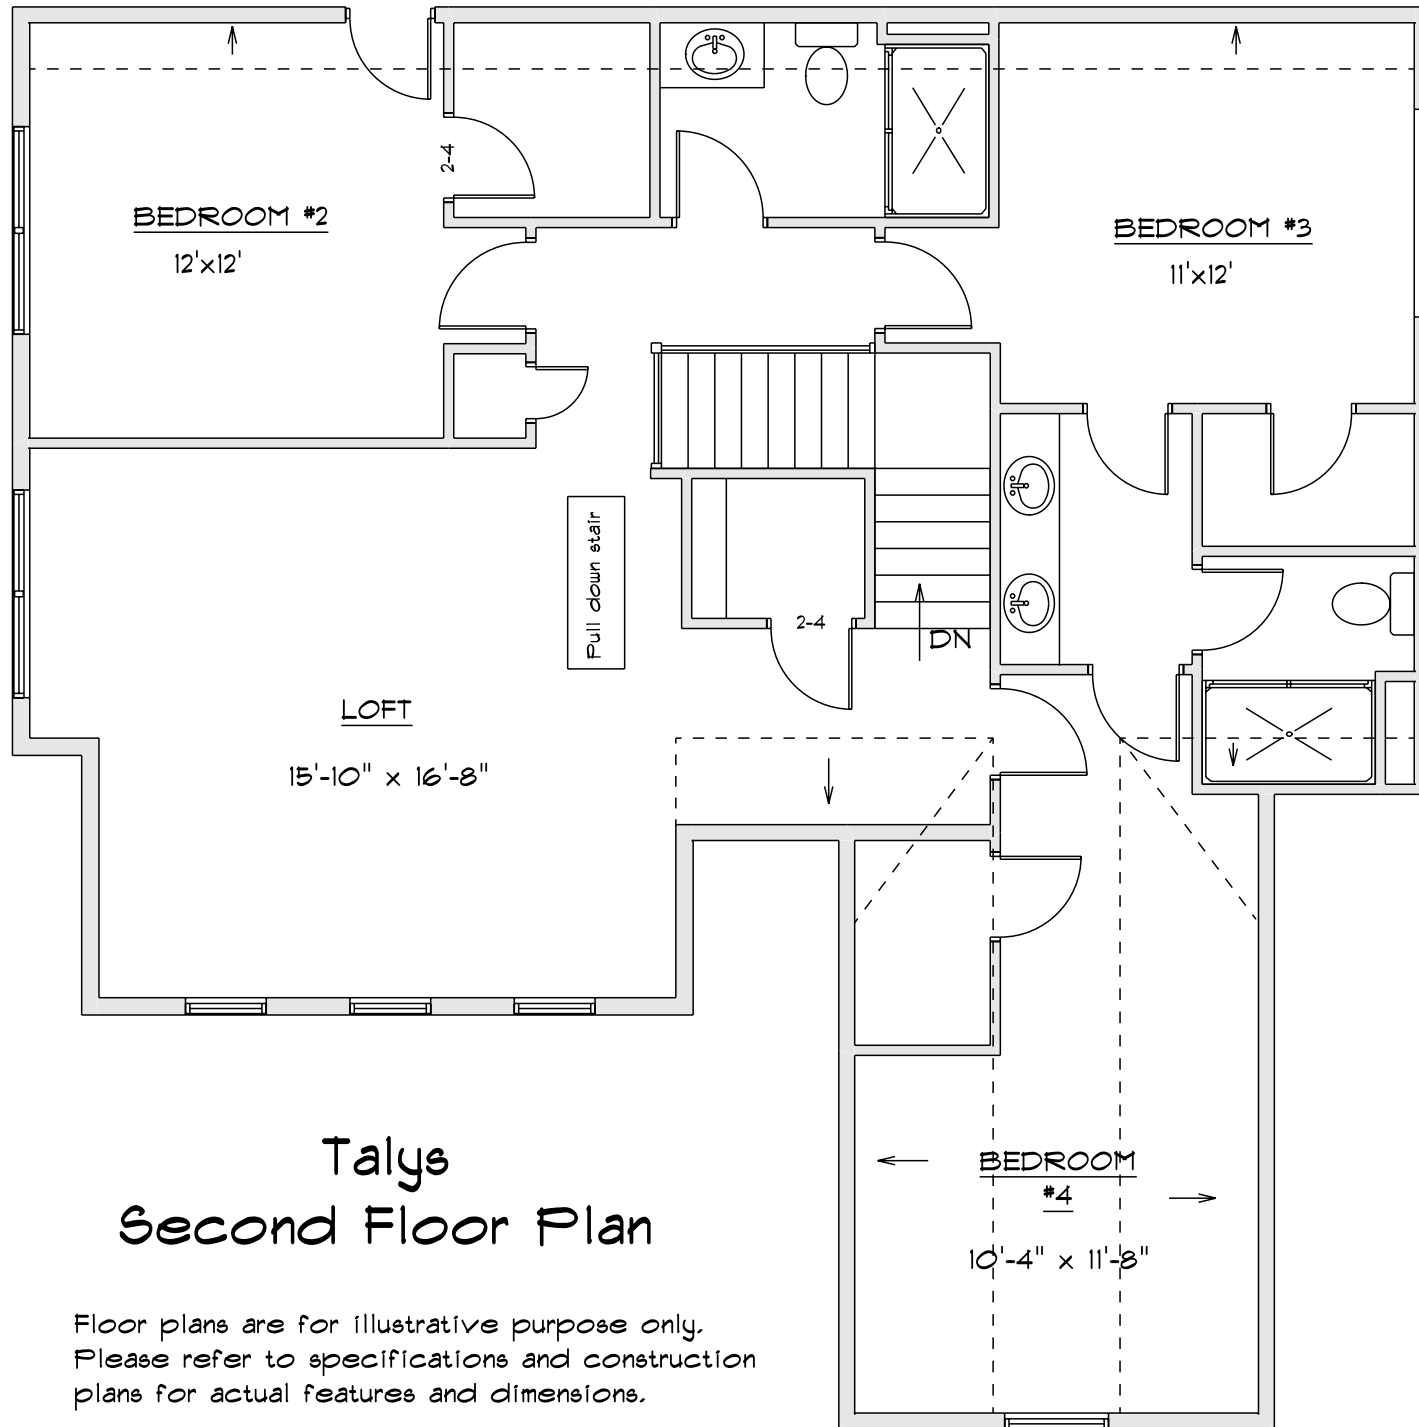 2-4
BEDROOM #2
12'x12'
BEDROOM #3
11'x12'
Pull down stair
2-4
DN
LOFT
15'-10" x 16'-8"
BEDROOM
#4
10'-4" x 11'-8"
Talys
Second Floor Plan
Floor plans are for illustrative purpose only.
Please refer to specifications and construction
plans for actual features and dimensions.